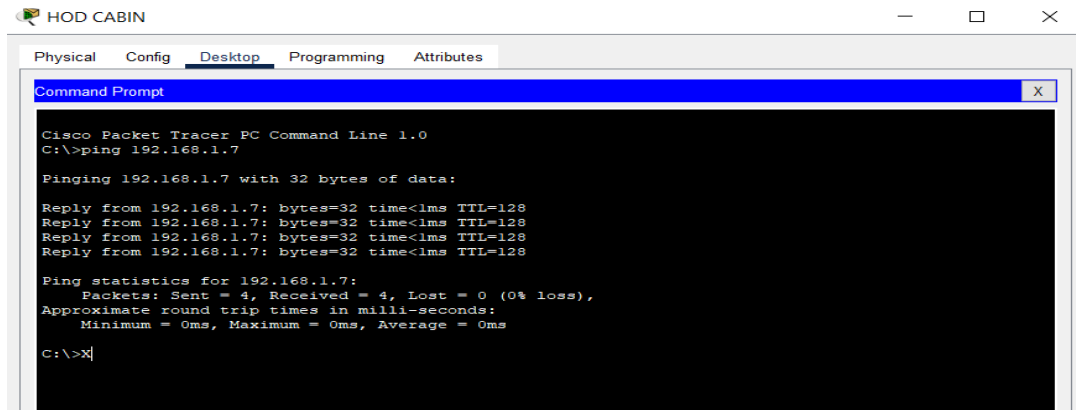 HOD CABIN
Physical Config Desktop Programming Attributes
Command Prompt X
Cisco Packet Tracer PC Command Line 1.0
C:\>ping 192.168.1.7
Pinging 192.168.1.7 with 32 bytes of data:
Reply from 192.168.1.7: bytes=32 time<1ms TTL=128
Reply from 192.168.1.7: bytes=32 time<1ms TTL=128
Reply from 192.168.1.7: bytes=32 time<1ms TTL=128
Reply from 192.168.1.7: bytes=32 time<1ms TTL=128
Ping statistics for 192.168.1.7:
Packets: Sent = 4, Received = 4, Lost = 0 (0% loss),
Approximate round trip times in milli-seconds:
Minimum = 0ms, Maximum = 0ms, Average = 0ms
C:\>X